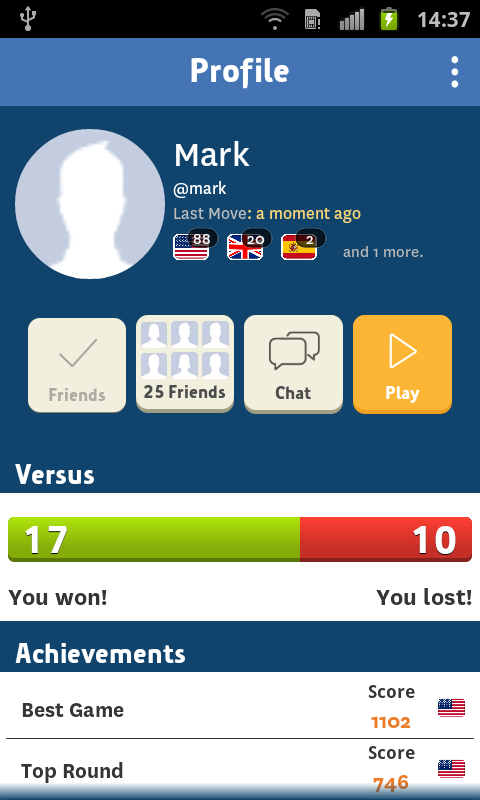 14:37
Profile
Mark
@mark
Last Move: a moment ago
88 20 2 and 1 more.
Friends 25 Friends Chat Play
Versus
17 10
You won! You lost!
Achievements
Best Game Score 1102
Top Round Score 746